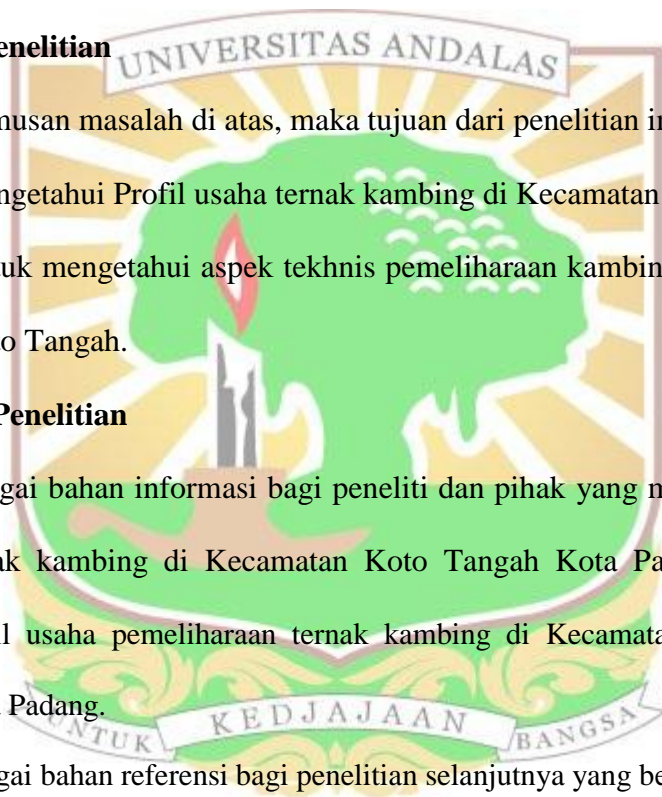 UNIVERSITAS ANDALAS
enelitian
musan masalah di atas, maka tujuan dari penelitian in
ngetahui Profil usaha ternak kambing di Kecamatan
uk mengetahui aspek tekhnis pemeliharaan kambin
o Tangah.
Penelitian
gai bahan informasi bagi peneliti dan pihak yang m
ak kambing di Kecamatan Koto Tangah Kota Pa
il usaha pemeliharaan ternak kambing di Kecamata
Padang.
UNTUK KEDJAJAAN BANGSA
gai bahan referensi bagi penelitian selanjutnya yang be